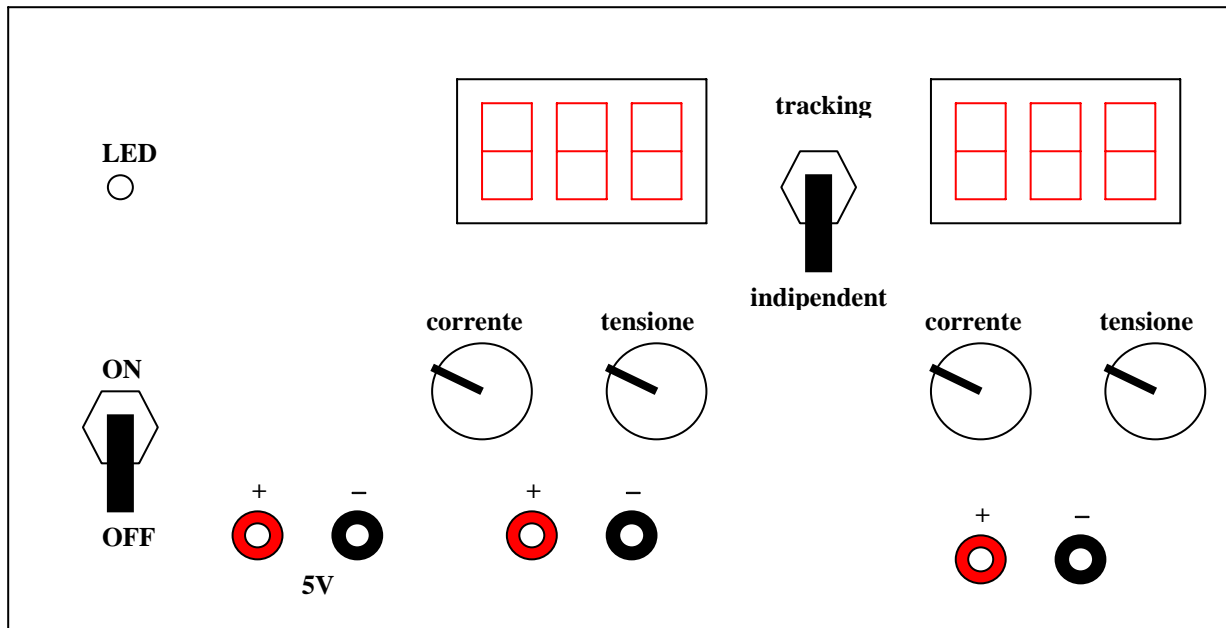 tracking
LED
indipendent
corrente tensione corrente tensione
ON
+ − + − + −
OFF
5V